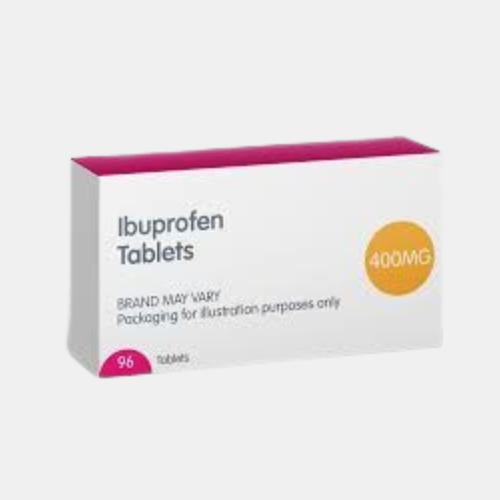 Ibuprofen
Tablets
400MG
BRAND MAY VARY
Packaging for illustration purposes only
96 Tablets